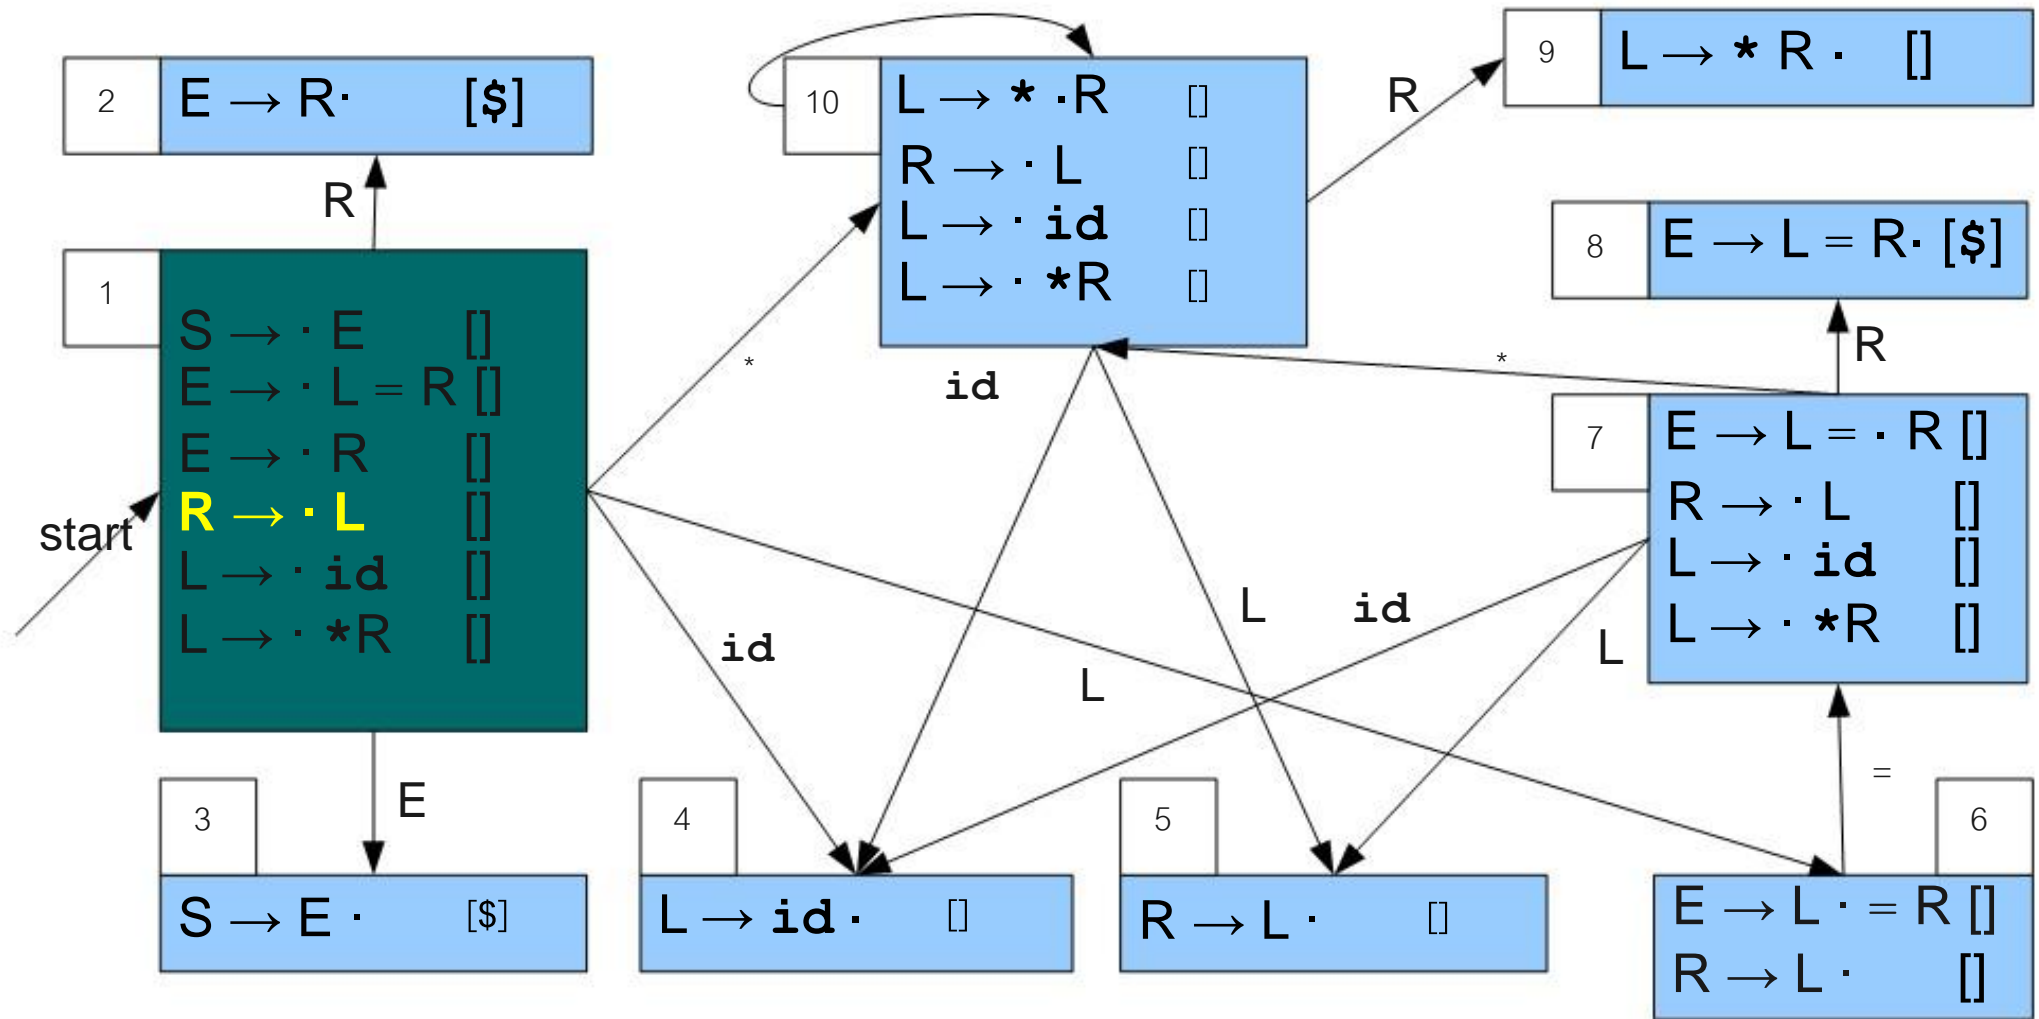 2
E → R· [$]
R
1
S → · E []
E → · L = R []
E → · R []
R → · L []
L → · id []
L → · *R []
start
E
3
S → E · [$]
10
L → * ·R []
R → · L []
L → · id []
L → · *R []
R
9
L → * R · []
8
E → L = R· [$]
R
*
*
id
7
E → L = · R []
R → · L []
L → · id []
L → · *R []
id
L
L
id
L
=
4
L → id · []
5
R → L · []
6
E → L · = R []
R → L · []